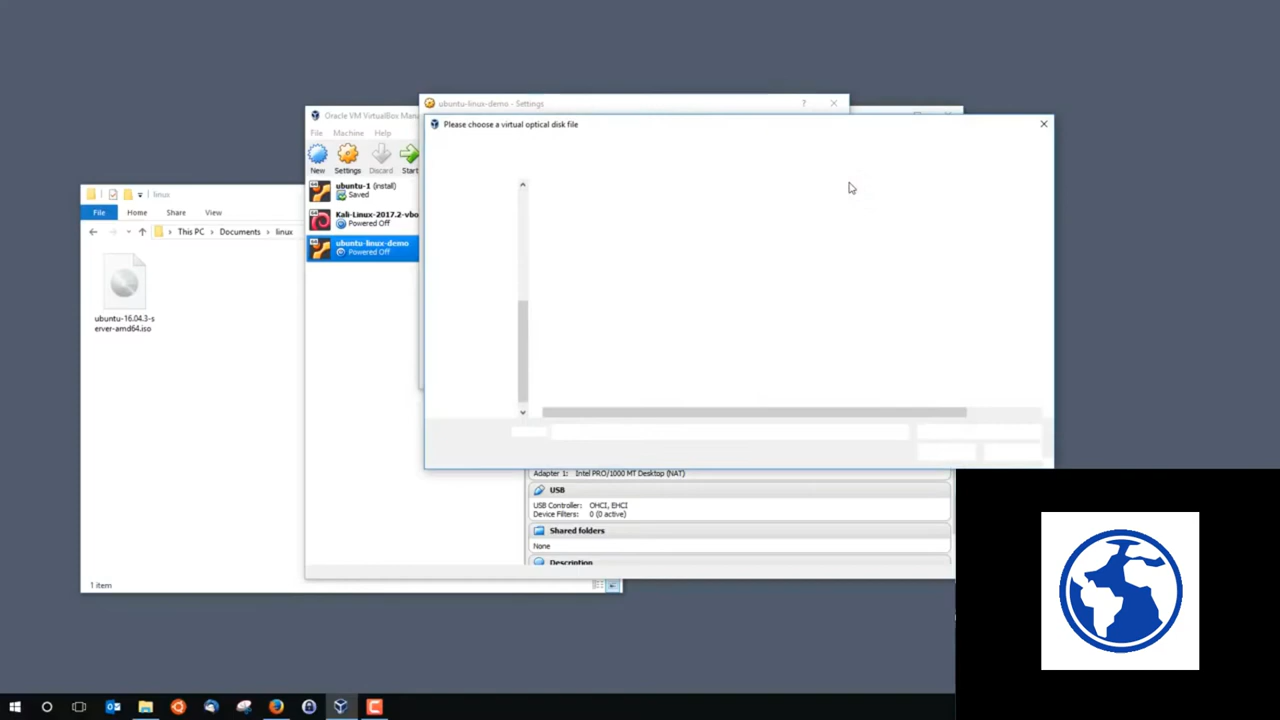 ubuntu-linux-demo - Settings
?
Please choose a virtual optical disk file
Oracle VM VirtualBox Mana
File Machine Help
New Settings Discard Start
ubuntu-1 (install)
Saved
Kali-Linux-2017.2-vbo
Powered Off
ubuntu-linux-demo
Powered Off
linux
File Home Share View
This PC > Documents > linux
ubuntu-16.04.3-s
erver-amd64.iso
1 item
Adapter 1: Intel PRO/1000 MT Desktop (NAT)
USB
USB Controller: OHCI, EHCI
Device Filters: 0 (0 active)
Shared folders
None
Description